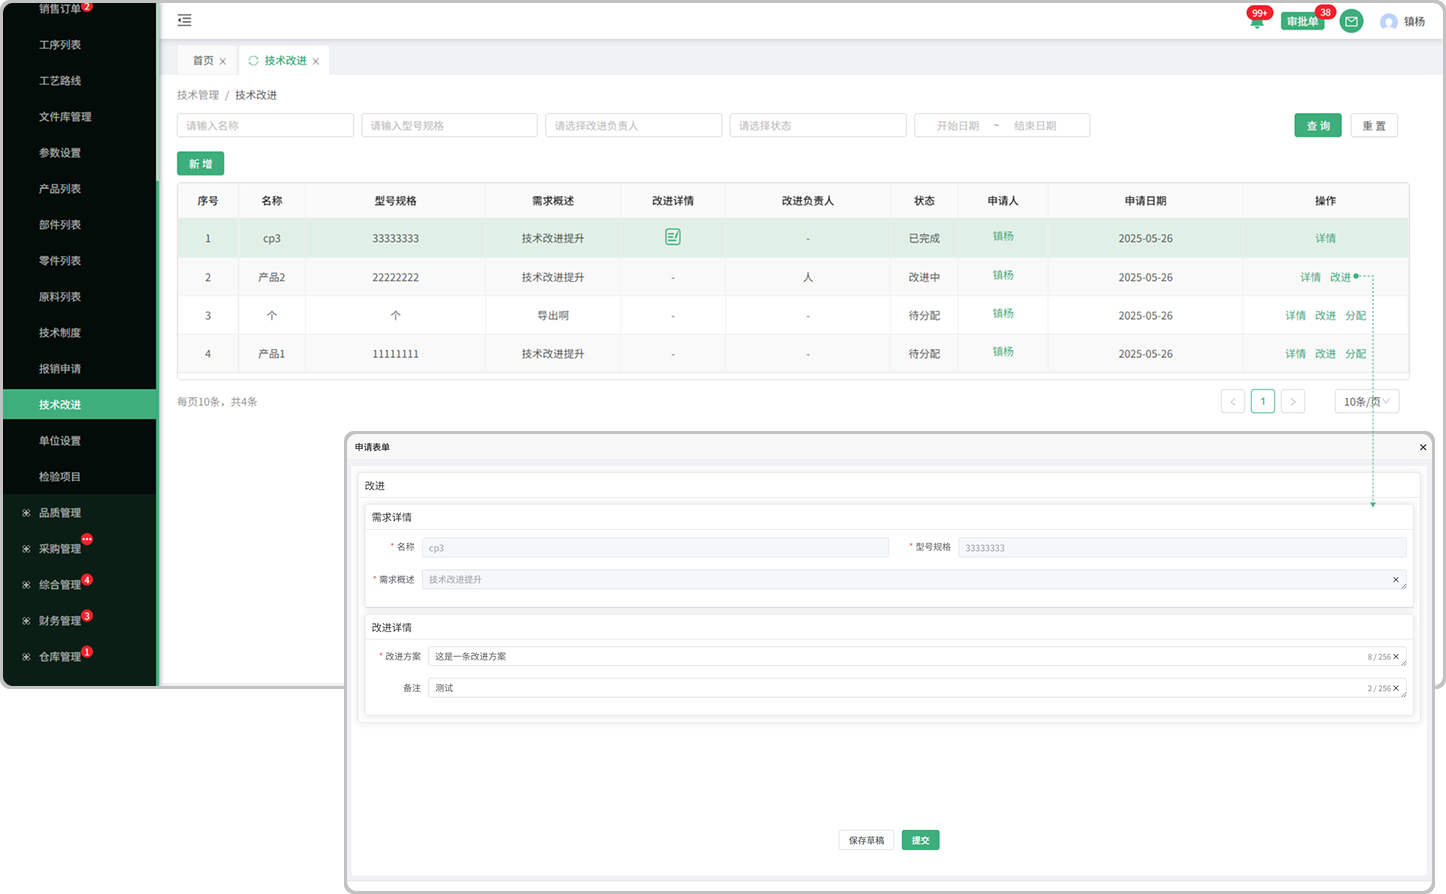 销售订单 2
99+ 审批单 38 镇杨
工序列表
首页 技术改进
工艺路线
技术管理 / 技术改进
文件库管理
请输入名称 请输入型号规格 请选择改进负责人 请选择状态 开始日期 ~ 结束日期 查 询 重 置
参数设置
新 增
产品列表
序号 名称 型号规格 需求概述 改进详情 改进负责人 状态 申请人 申请日期 操作
部件列表
1 cp3 33333333 技术改进提升 - 已完成 镇杨 2025-05-26 详情
零件列表
2 产品2 22222222 技术改进提升 - 人 改进中 镇杨 2025-05-26 详情 改进
原料列表
3 个 个 导出啊 - - 待分配 镇杨 2025-05-26 详情 改进 分配
技术制度
4 产品1 11111111 技术改进提升 - - 待分配 镇杨 2025-05-26 详情 改进 分配
报销申请
技术改进
每页10条，共4条 < 1 > 10条/页
单位设置
检验项目
品质管理
采购管理 •••
综合管理 4
财务管理 3
仓库管理 1
申请表单
改进
需求详情
* 名称 cp3 * 型号规格 33333333
* 需求概述 技术改进提升
改进详情
* 改进方案 这是一条改进方案 8 / 256
备注 测试 2 / 256
保存草稿 提交